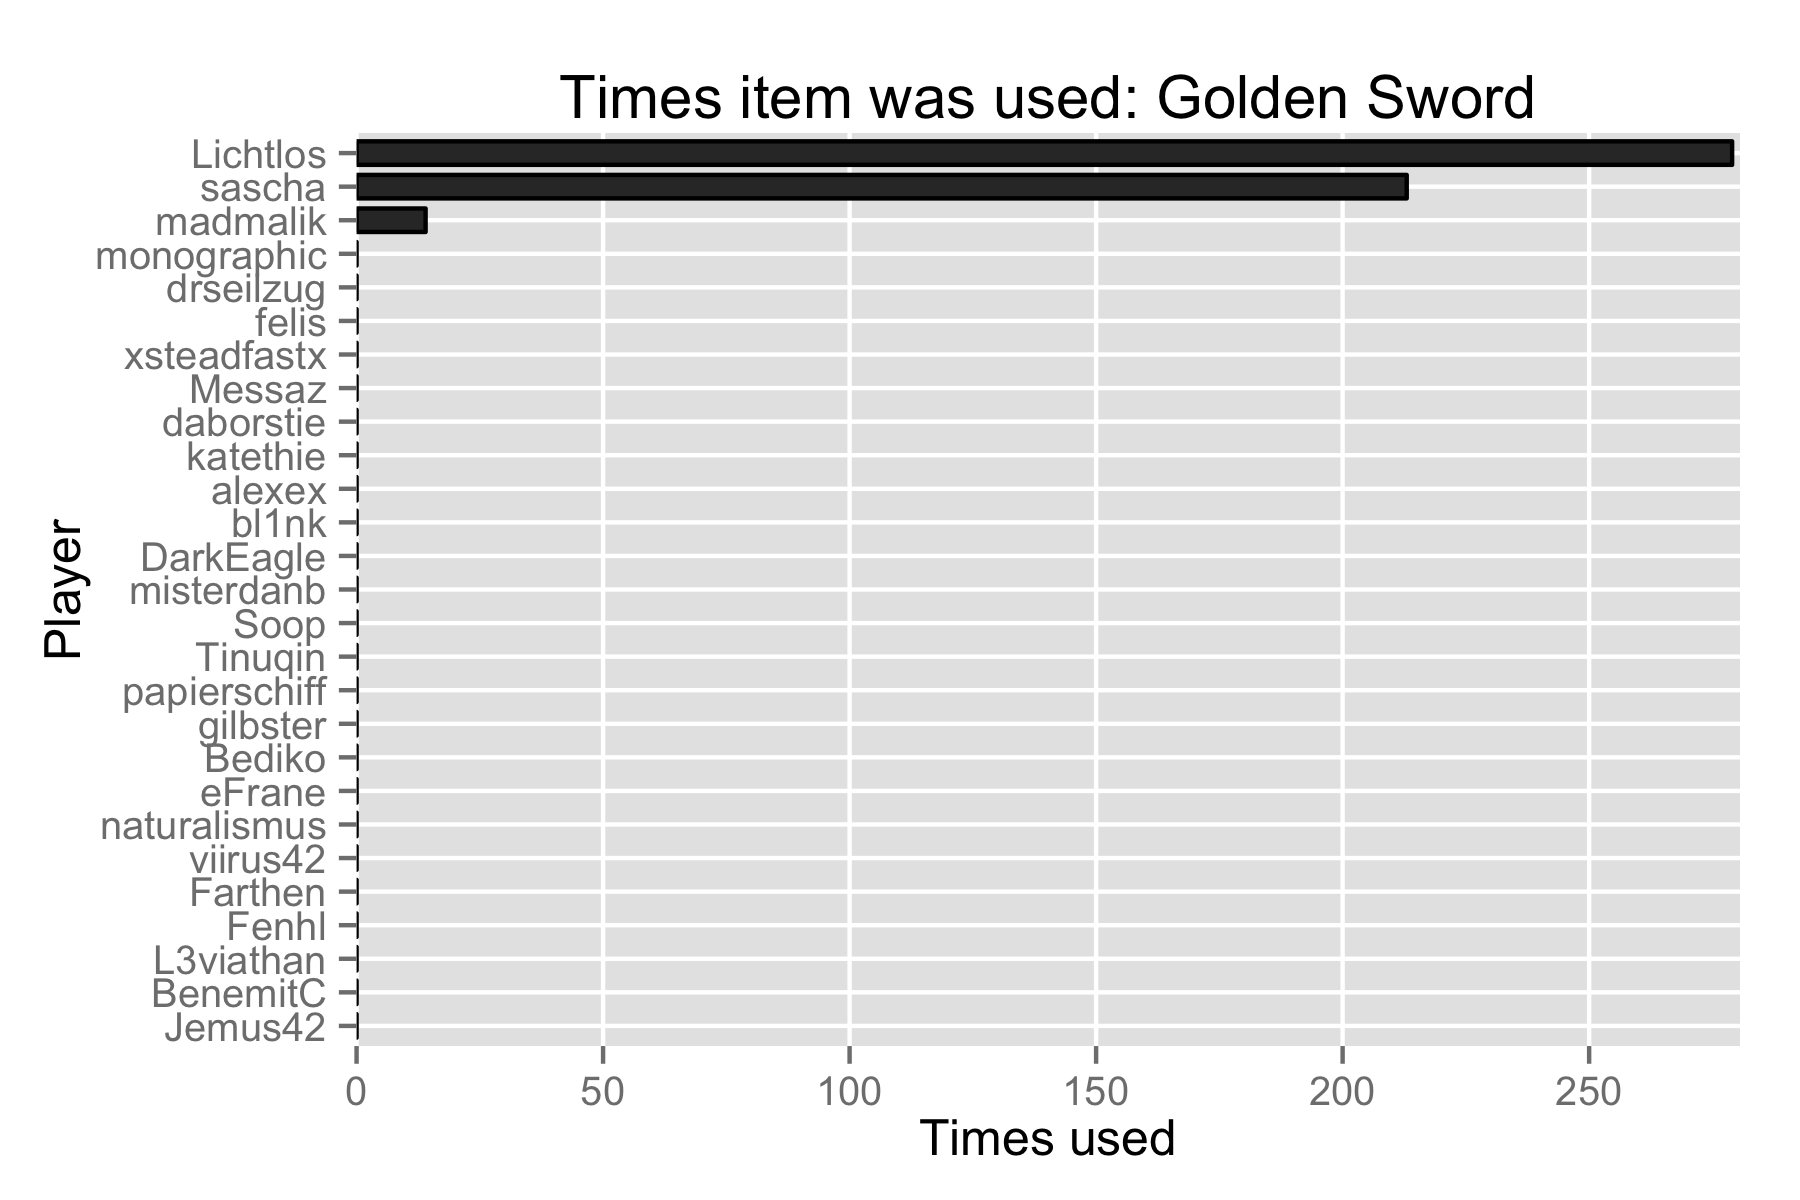 Times item was used: Golden Sword
Lichtlos
sascha
madmalik
monographic
drseilzug
felis
xsteadfastx
Messaz
daborstie
katethie
alexex
bl1nk
DarkEagle
misterdanb
Soop
Tinuqin
papierschiff
gilbster
Bediko
eFrane
naturalismus
viirus42
Farthen
Fenhl
L3viathan
BenemitC
Jemus42
Player
0 50 100 150 200 250
Times used